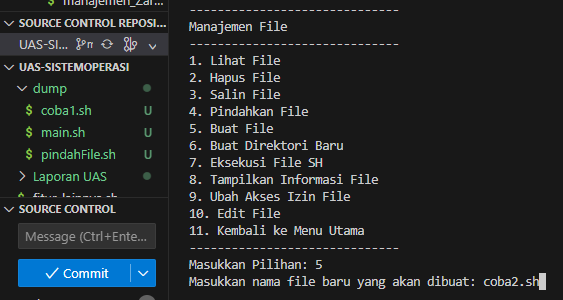 manajemen_Zar...
SOURCE CONTROL REPOSI...
UAS-SI...
UAS-SISTEMOPERASI
dump
$ coba1.sh U
$ main.sh U
$ pindahFile.sh U
Laporan UAS
$ fitur-lainnya.sh
SOURCE CONTROL
Message (Ctrl+Ente...
Commit
------------------------------
Manajemen File
------------------------------
1. Lihat File
2. Hapus File
3. Salin File
4. Pindahkan File
5. Buat File
6. Buat Direktori Baru
7. Eksekusi File SH
8. Tampilkan Informasi File
9. Ubah Akses Izin File
10. Edit File
11. Kembali ke Menu Utama
------------------------------
Masukkan Pilihan: 5
Masukkan nama file baru yang akan dibuat: coba2.sh